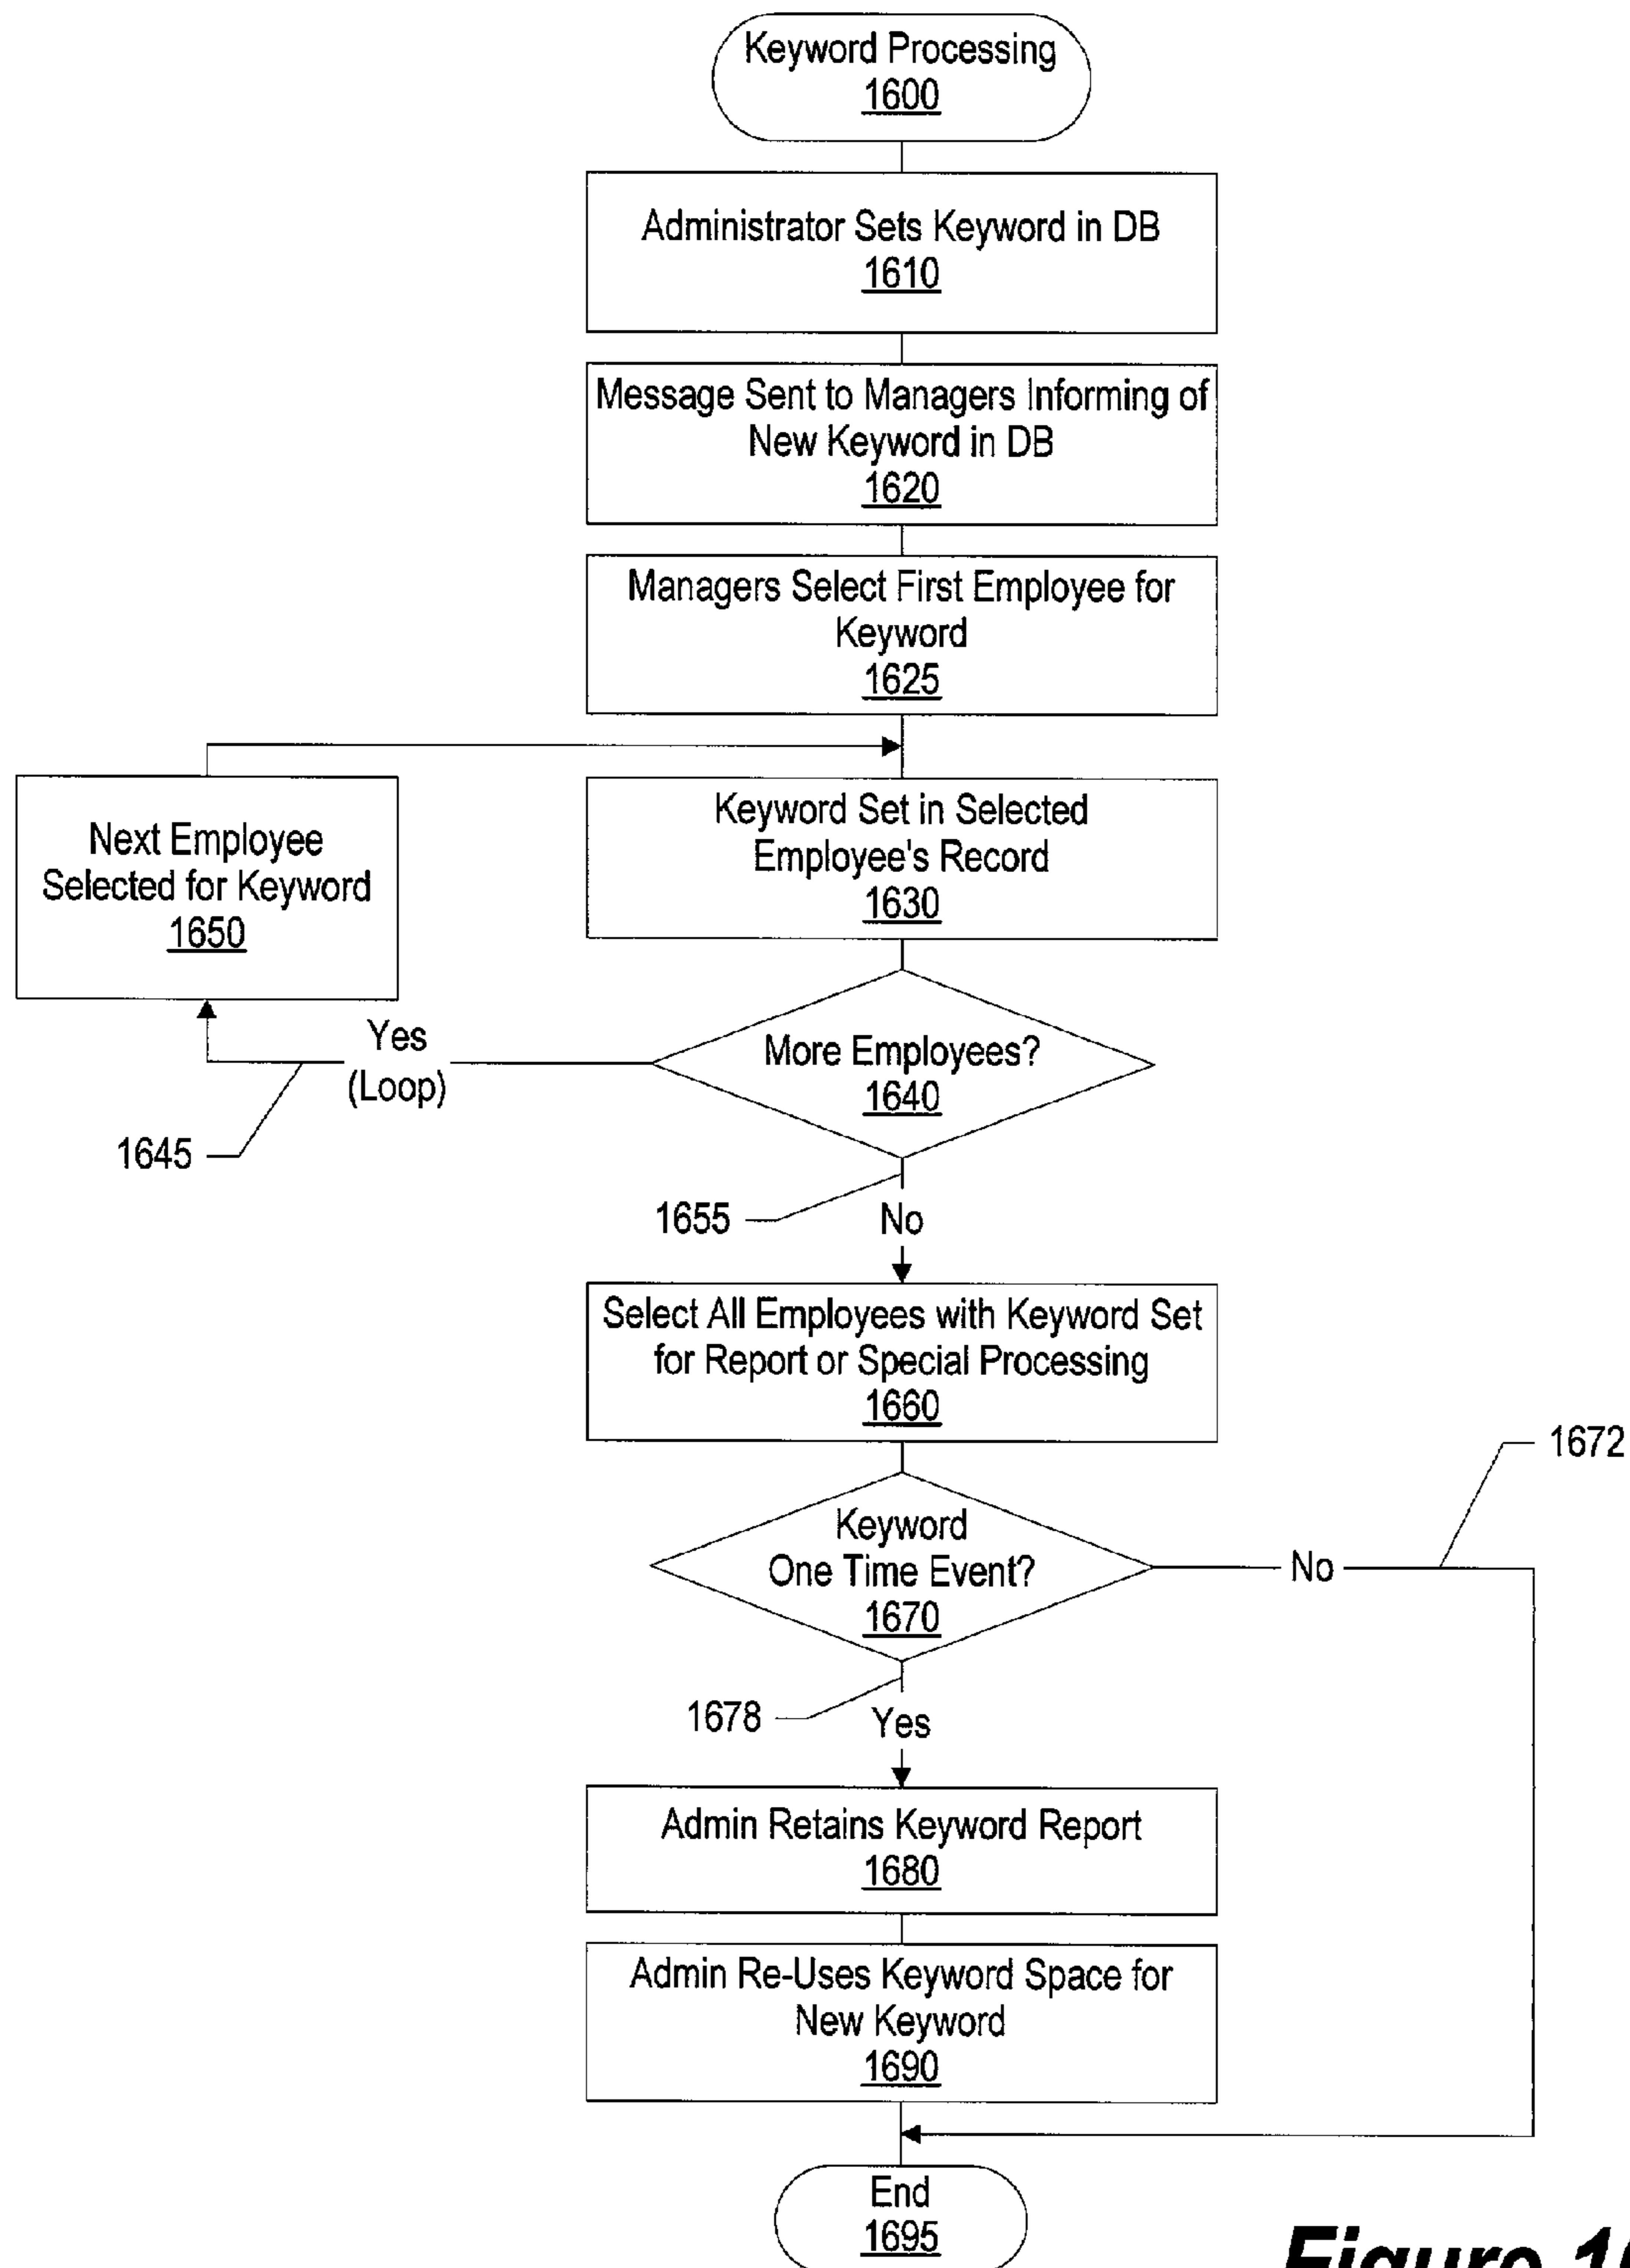 Keyword Processing
1600
Administrator Sets Keyword in DB
1610
Message Sent to Managers Informing of
New Keyword in DB
1620
Managers Select First Employee for
Keyword
1625
Next Employee
Selected for Keyword
1650
Keyword Set in Selected
Employee's Record
1630
Yes
(Loop)
More Employees?
1640
1645
1655
No
Select All Employees with Keyword Set
for Report or Special Processing
1660
1672
Keyword
One Time Event?
1670
No
1678
Yes
Admin Retains Keyword Report
1680
Admin Re-Uses Keyword Space for
New Keyword
1690
End
1695
Figure